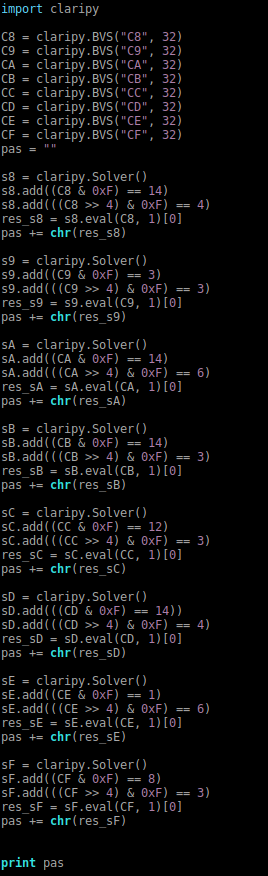 import claripy
C8 = claripy.BVS("C8", 32)
C9 = claripy.BVS("C9", 32)
CA = claripy.BVS("CA", 32)
CB = claripy.BVS("CB", 32)
CC = claripy.BVS("CC", 32)
CD = claripy.BVS("CD", 32)
CE = claripy.BVS("CE", 32)
CF = claripy.BVS("CF", 32)
pas = ""
s8 = claripy.Solver()
s8.add((C8 & 0xF) == 14)
s8.add(((C8 >> 4) & 0xF) == 4)
res_s8 = s8.eval(C8, 1)[0]
pas += chr(res_s8)
s9 = claripy.Solver()
s9.add((C9 & 0xF) == 3)
s9.add(((C9 >> 4) & 0xF) == 3)
res_s9 = s9.eval(C9, 1)[0]
pas += chr(res_s9)
sA = claripy.Solver()
sA.add((CA & 0xF) == 14)
sA.add(((CA >> 4) & 0xF) == 6)
res_sA = sA.eval(CA, 1)[0]
pas += chr(res_sA)
sB = claripy.Solver()
sB.add((CB & 0xF) == 14)
sB.add(((CB >> 4) & 0xF) == 3)
res_sB = sB.eval(CB, 1)[0]
pas += chr(res_sB)
sC = claripy.Solver()
sC.add((CC & 0xF) == 12)
sC.add(((CC >> 4) & 0xF) == 3)
res_sC = sC.eval(CC, 1)[0]
pas += chr(res_sC)
sD = claripy.Solver()
sD.add(((CD & 0xF) == 14))
sD.add(((CD >> 4) & 0xF) == 4)
res_sD = sD.eval(CD, 1)[0]
pas += chr(res_sD)
sE = claripy.Solver()
sE.add((CE & 0xF) == 1)
sE.add(((CE >> 4) & 0xF) == 6)
res_sE = sE.eval(CE, 1)[0]
pas += chr(res_sE)
sF = claripy.Solver()
sF.add((CF & 0xF) == 8)
sF.add(((CF >> 4) & 0xF) == 3)
res_sF = sF.eval(CF, 1)[0]
pas += chr(res_sF)
print pas